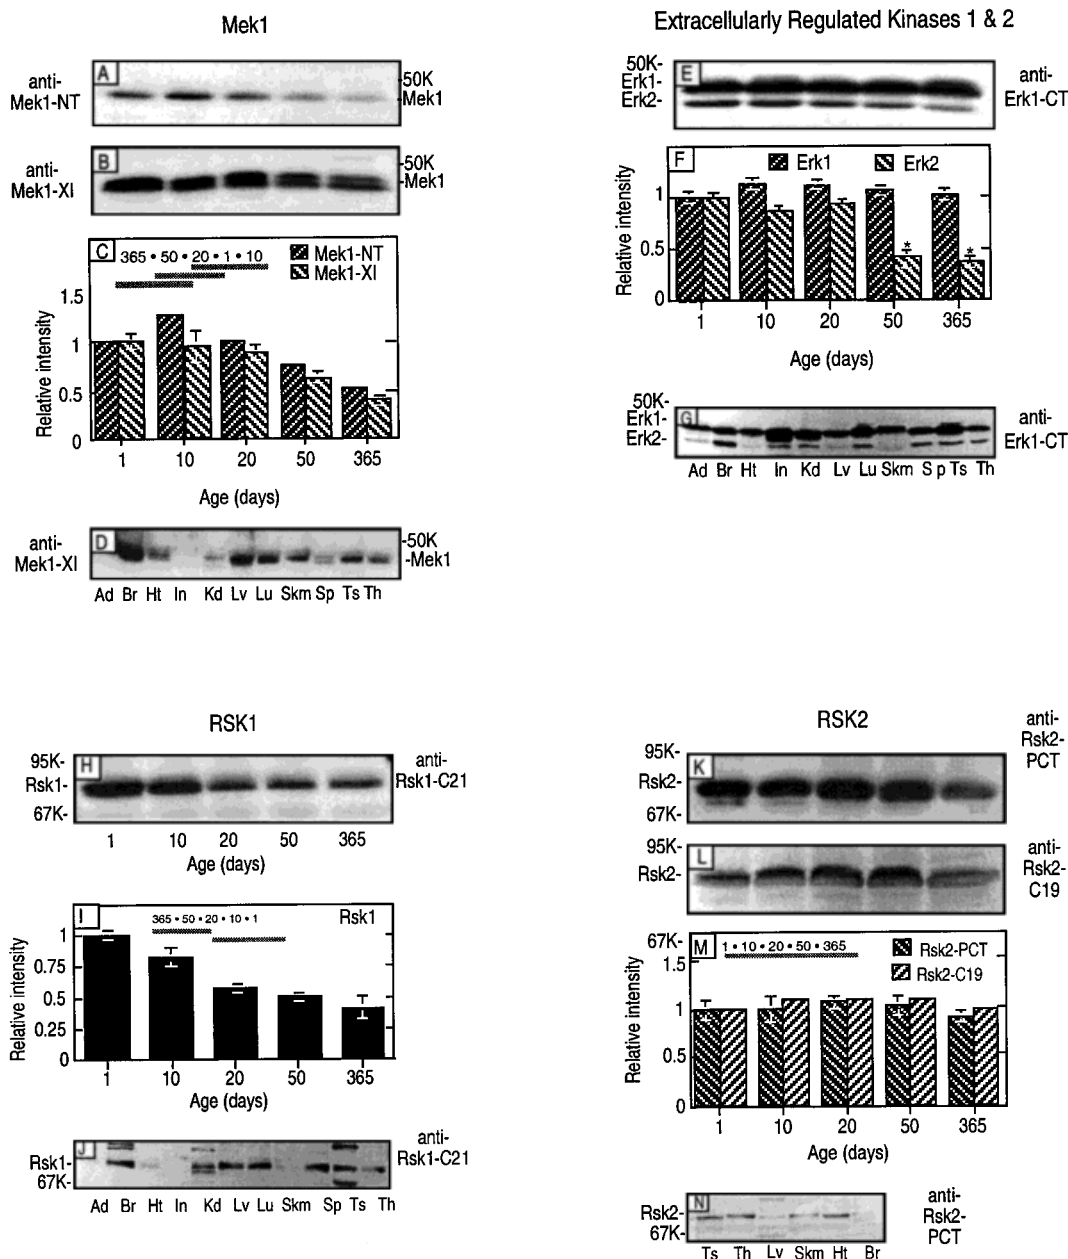 Mek1
anti-
Mek1-NT
A
-50K
-Mek1
anti-
Mek1-XI
B
-50K
-Mek1
C
365 • 50 • 20 • 1 • 10
Mek1-NT
Mek1-XI
Relative intensity
1.5
1
0.5
0
1 10 20 50 365
Age (days)
anti-
Mek1-XI
D
-50K
-Mek1
Ad Br Ht In Kd Lv Lu Skm Sp Ts Th
Extracellularly Regulated Kinases 1 & 2
50K-
Erk1-
Erk2-
E
anti-
Erk1-CT
F
Erk1 Erk2
Relative intensity
1
0.5
0
*
*
1 10 20 50 365
Age (days)
50K-
Erk1-
Erk2-
G
anti-
Erk1-CT
Ad Br Ht In Kd Lv Lu Skm Sp Ts Th
RSK1
95K-
Rsk1-
67K-
H
anti-
Rsk1-C21
1 10 20 50 365
Age (days)
I
365 • 50 • 20 • 10 • 1
Rsk1
Relative intensity
1
0.75
0.5
0.25
0
1 10 20 50 365
Age (days)
Rsk1-
67K-
J
anti-
Rsk1-C21
Ad Br Ht In Kd Lv Lu Skm Sp Ts Th
RSK2
95K-
Rsk2-
67K-
K
anti-
Rsk2-
PCT
95K-
Rsk2-
L
anti-
Rsk2-
C19
67K-
M
1 • 10 • 20 • 50 • 365
Rsk2-PCT
Rsk2-C19
Relative intensity
1.5
1
0.5
0
1 10 20 50 365
Age (days)
Rsk2-
67K-
N
anti-
Rsk2-
PCT
Ts Th Lv Skm Ht Br